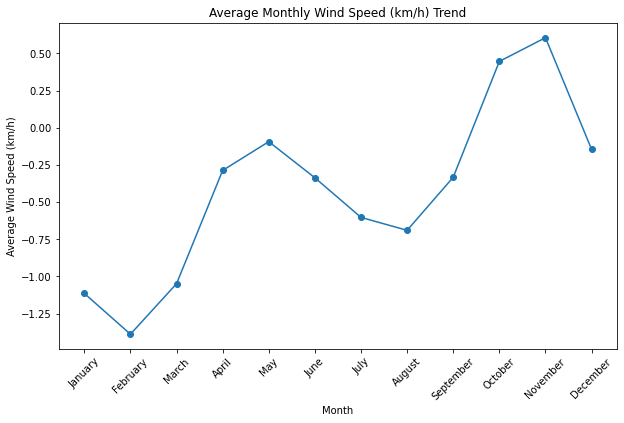 Average Monthly Wind Speed (km/h) Trend
Average Wind Speed (km/h)
0.50
0.25
0.00
−0.25
−0.50
−0.75
−1.00
−1.25
January
February
March
April
May
June
July
August
September
October
November
December
Month